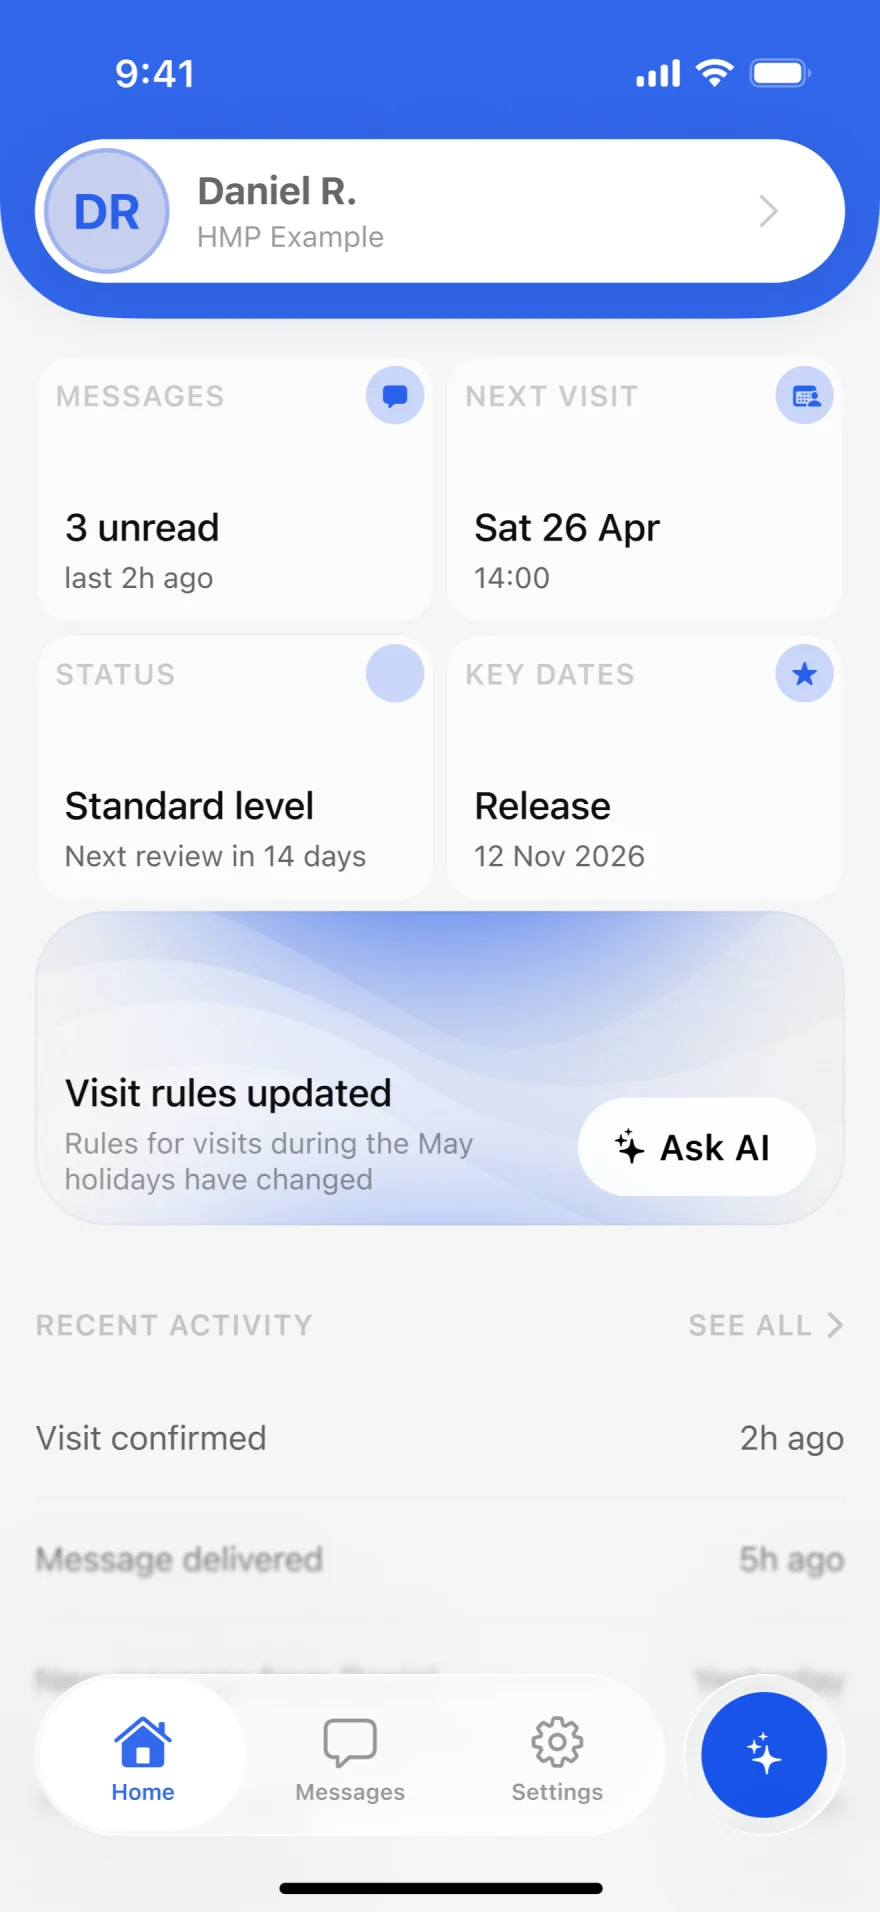 9:41
DR
Daniel R.
HMP Example
MESSAGES
3 unread
last 2h ago
NEXT VISIT
Sat 26 Apr
14:00
STATUS
Standard level
Next review in 14 days
KEY DATES
Release
12 Nov 2026
Visit rules updated
Rules for visits during the May
holidays have changed
Ask AI
RECENT ACTIVITY
SEE ALL
Visit confirmed
2h ago
Message delivered
5h ago
Yesterday
Home
Messages
Settings